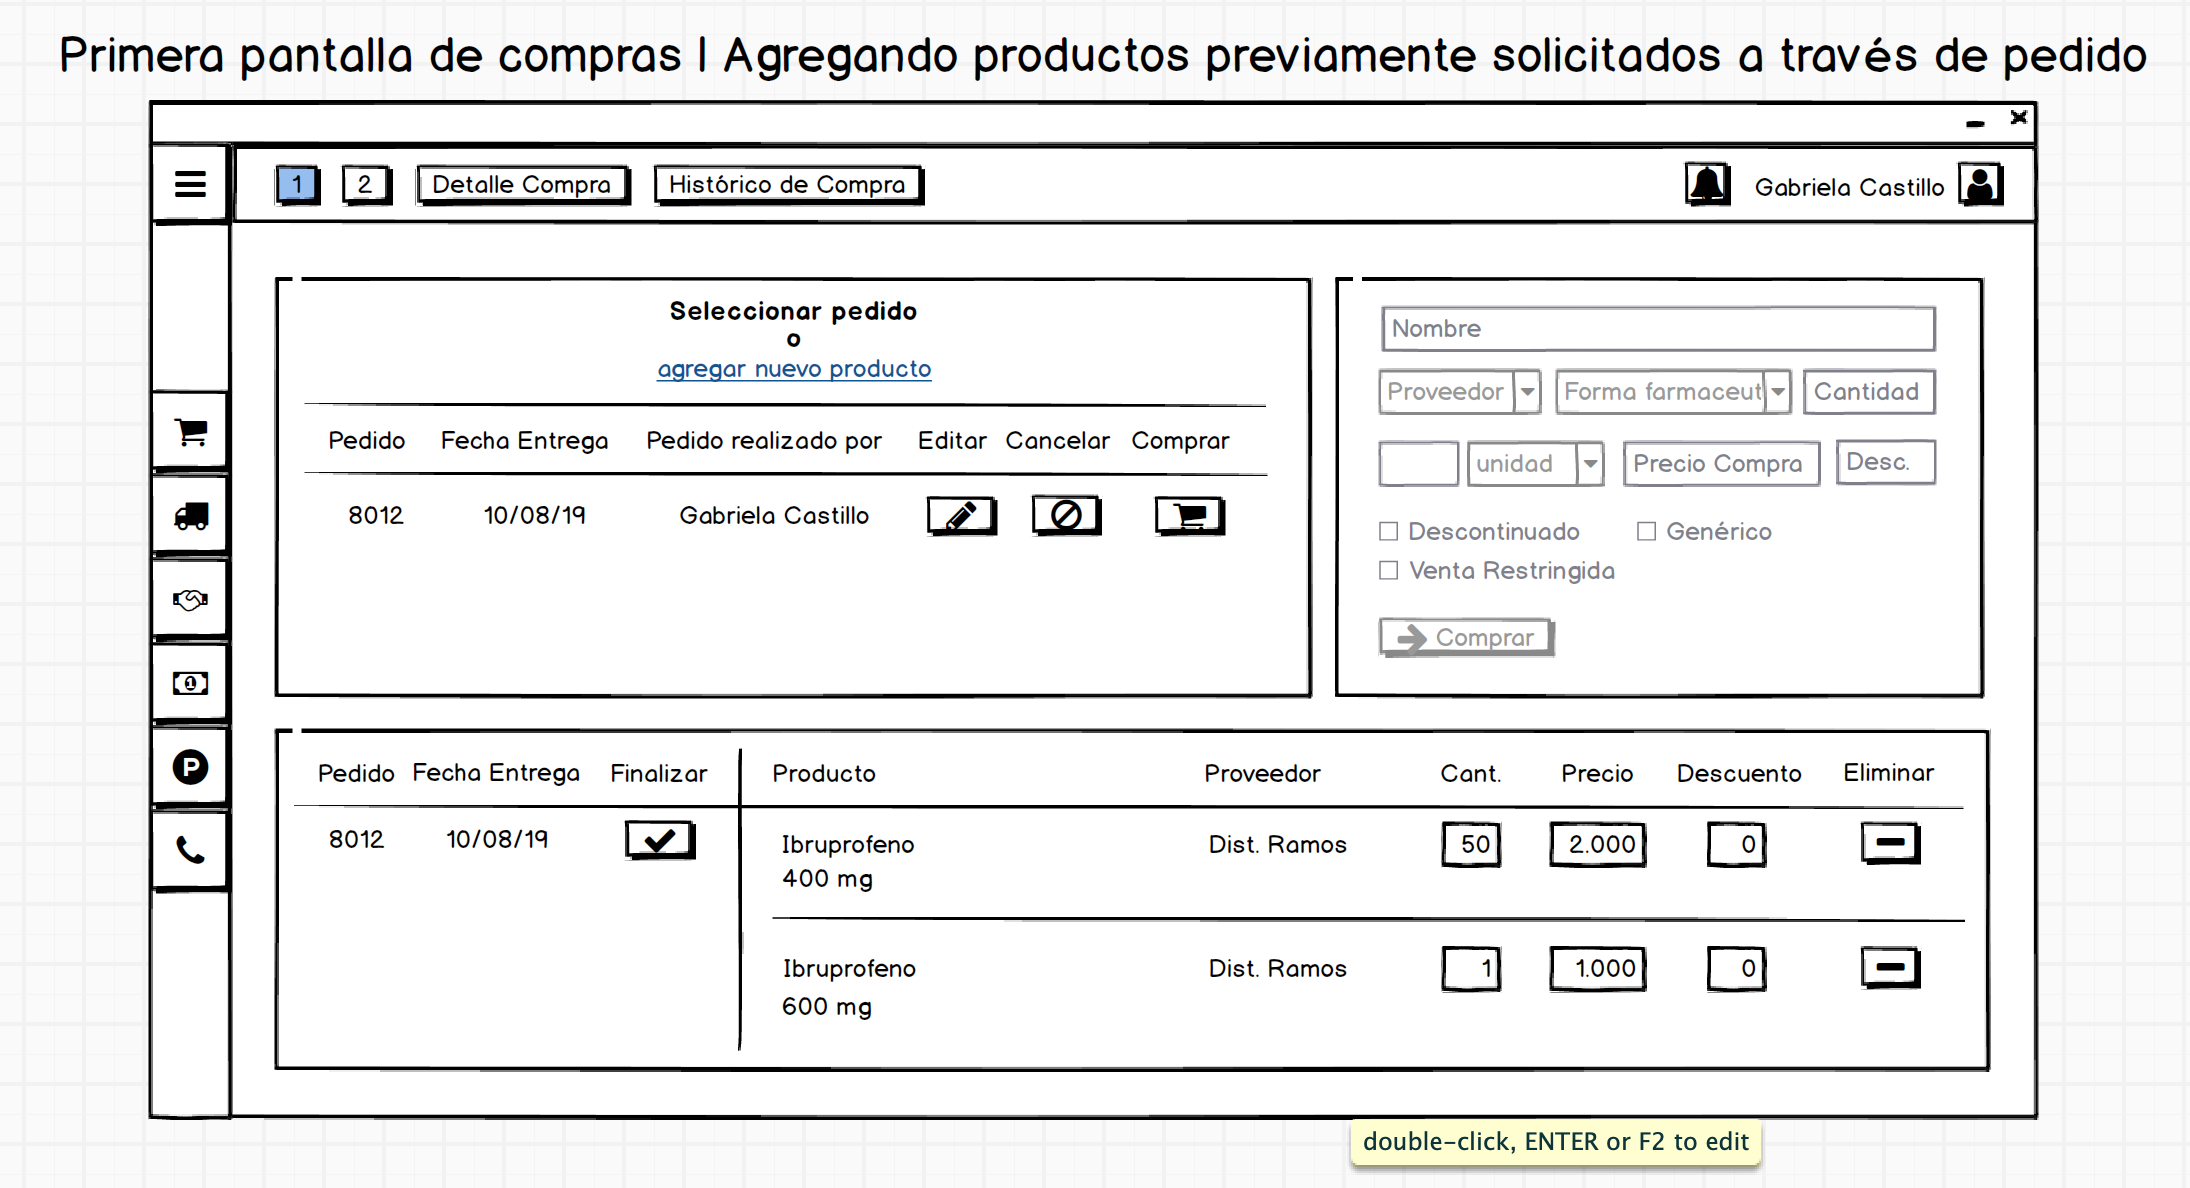 Primera pantalla de compras | Agregando productos previamente solicitados a través de pedido
1 2 Detalle Compra Histórico de Compra Gabriela Castillo
Seleccionar pedido
o
agregar nuevo producto
Pedido Fecha Entrega Pedido realizado por Editar Cancelar Comprar
8012 10/08/19 Gabriela Castillo
Nombre
Proveedor Forma farmaceut Cantidad
unidad Precio Compra Desc.
Descontinuado Genérico
Venta Restringida
Comprar
1
P
Pedido Fecha Entrega Finalizar Producto Proveedor Cant. Precio Descuento Eliminar
8012 10/08/19 Ibruprofeno Dist. Ramos 50 2.000 0
400 mg
Ibruprofeno Dist. Ramos 1 1.000 0
600 mg
double-click, ENTER or F2 to edit